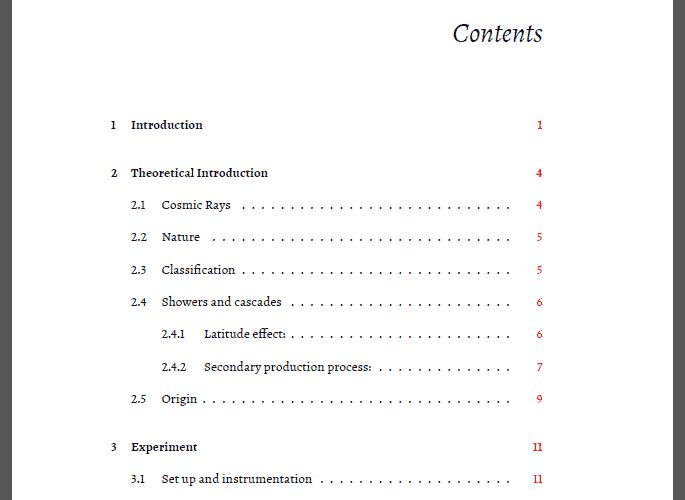 Contents
1 Introduction 1
2 Theoretical Introduction 4
2.1 Cosmic Rays . . . . . . . . . . . . . . . . . . . . . . . . . . . . 4
2.2 Nature . . . . . . . . . . . . . . . . . . . . . . . . . . . . . . . 5
2.3 Classification . . . . . . . . . . . . . . . . . . . . . . . . . . . . 5
2.4 Showers and cascades . . . . . . . . . . . . . . . . . . . . . . . 6
2.4.1 Latitude effect: . . . . . . . . . . . . . . . . . . . . . . . 6
2.4.2 Secondary production process: . . . . . . . . . . . . . . 7
2.5 Origin . . . . . . . . . . . . . . . . . . . . . . . . . . . . . . . . 9
3 Experiment 11
3.1 Set up and instrumentation . . . . . . . . . . . . . . . . . . . . 11